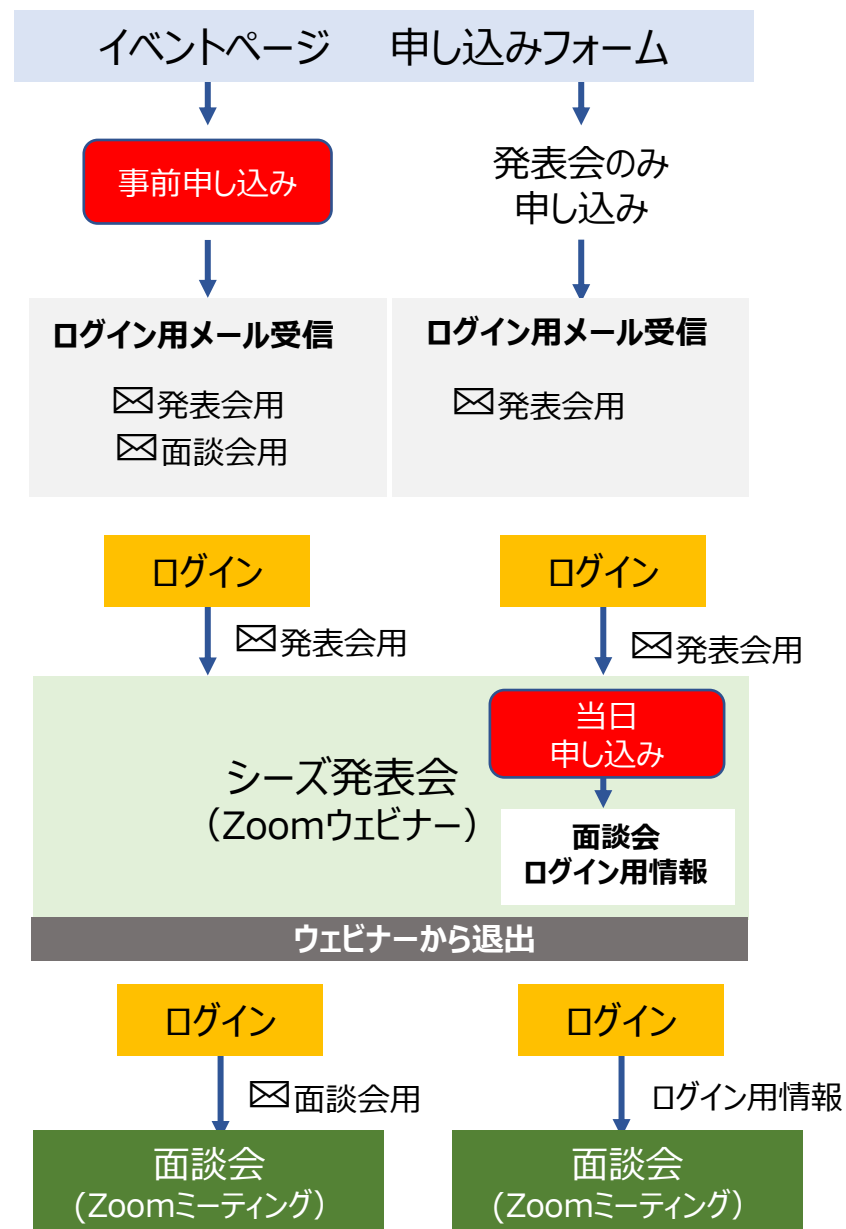 イベントページ 申し込みフォーム
事前申し込み
発表会のみ
申し込み
ログイン用メール受信
✉発表会用
✉面談会用
ログイン用メール受信
✉発表会用
ログイン
✉発表会用
ログイン
✉発表会用
シーズ発表会
（Zoomウェビナー）
当日
申し込み
面談会
ログイン用情報
ウェビナーから退出
ログイン
✉面談会用
ログイン
ログイン用情報
面談会
(Zoomミーティング）
面談会
(Zoomミーティング）